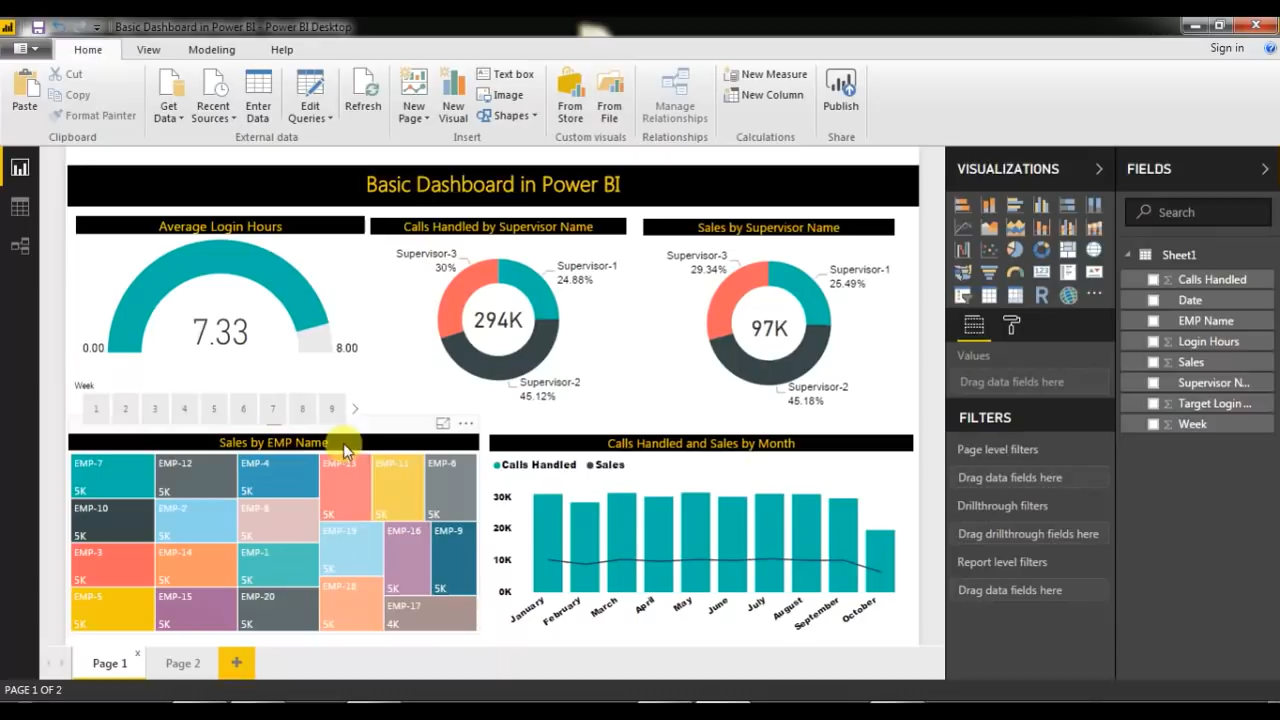 Basic Dashboard in Power BI - Power BI Desktop
Home View Modeling Help
Sign in
Paste
Cut
Copy
Format Painter
Clipboard
Get Data
Recent Sources
Enter Data
Edit Queries
Refresh
External data
New Page
New Visual
Text box
Image
Shapes
Insert
From Store
From File
Custom visuals
Manage Relationships
Relationships
New Measure
New Column
Calculations
Publish
Share
Basic Dashboard in Power BI
Average Login Hours
7.33
0.00
8.00
Calls Handled by Supervisor Name
Supervisor-3
30%
Supervisor-1
24.88%
294K
Supervisor-2
45.12%
Sales by Supervisor Name
Supervisor-3
29.34%
Supervisor-1
25.49%
97K
Supervisor-2
45.18%
Week
1 2 3 4 5 6 7 8 9
Sales by EMP Name
EMP-7
5K
EMP-10
5K
EMP-3
5K
EMP-5
5K
EMP-12
5K
EMP-2
5K
EMP-14
5K
EMP-15
5K
EMP-4
5K
EMP-8
5K
EMP-1
5K
EMP-20
5K
EMP-13
5K
EMP-11
5K
EMP-6
5K
EMP-19
5K
EMP-18
5K
EMP-16
5K
EMP-9
5K
EMP-17
4K
Calls Handled and Sales by Month
Calls Handled Sales
30K
20K
10K
0K
January
February
March
April
May
June
July
August
September
October
VISUALIZATIONS
R
Values
Drag data fields here
FILTERS
Page level filters
Drag data fields here
Drillthrough filters
Drag drillthrough fields here
Report level filters
Drag data fields here
FIELDS
Search
Sheet1
Σ Calls Handled
Date
EMP Name
Σ Login Hours
Σ Sales
Supervisor N...
Σ Target Login ...
Week
Page 1
Page 2
PAGE 1 OF 2